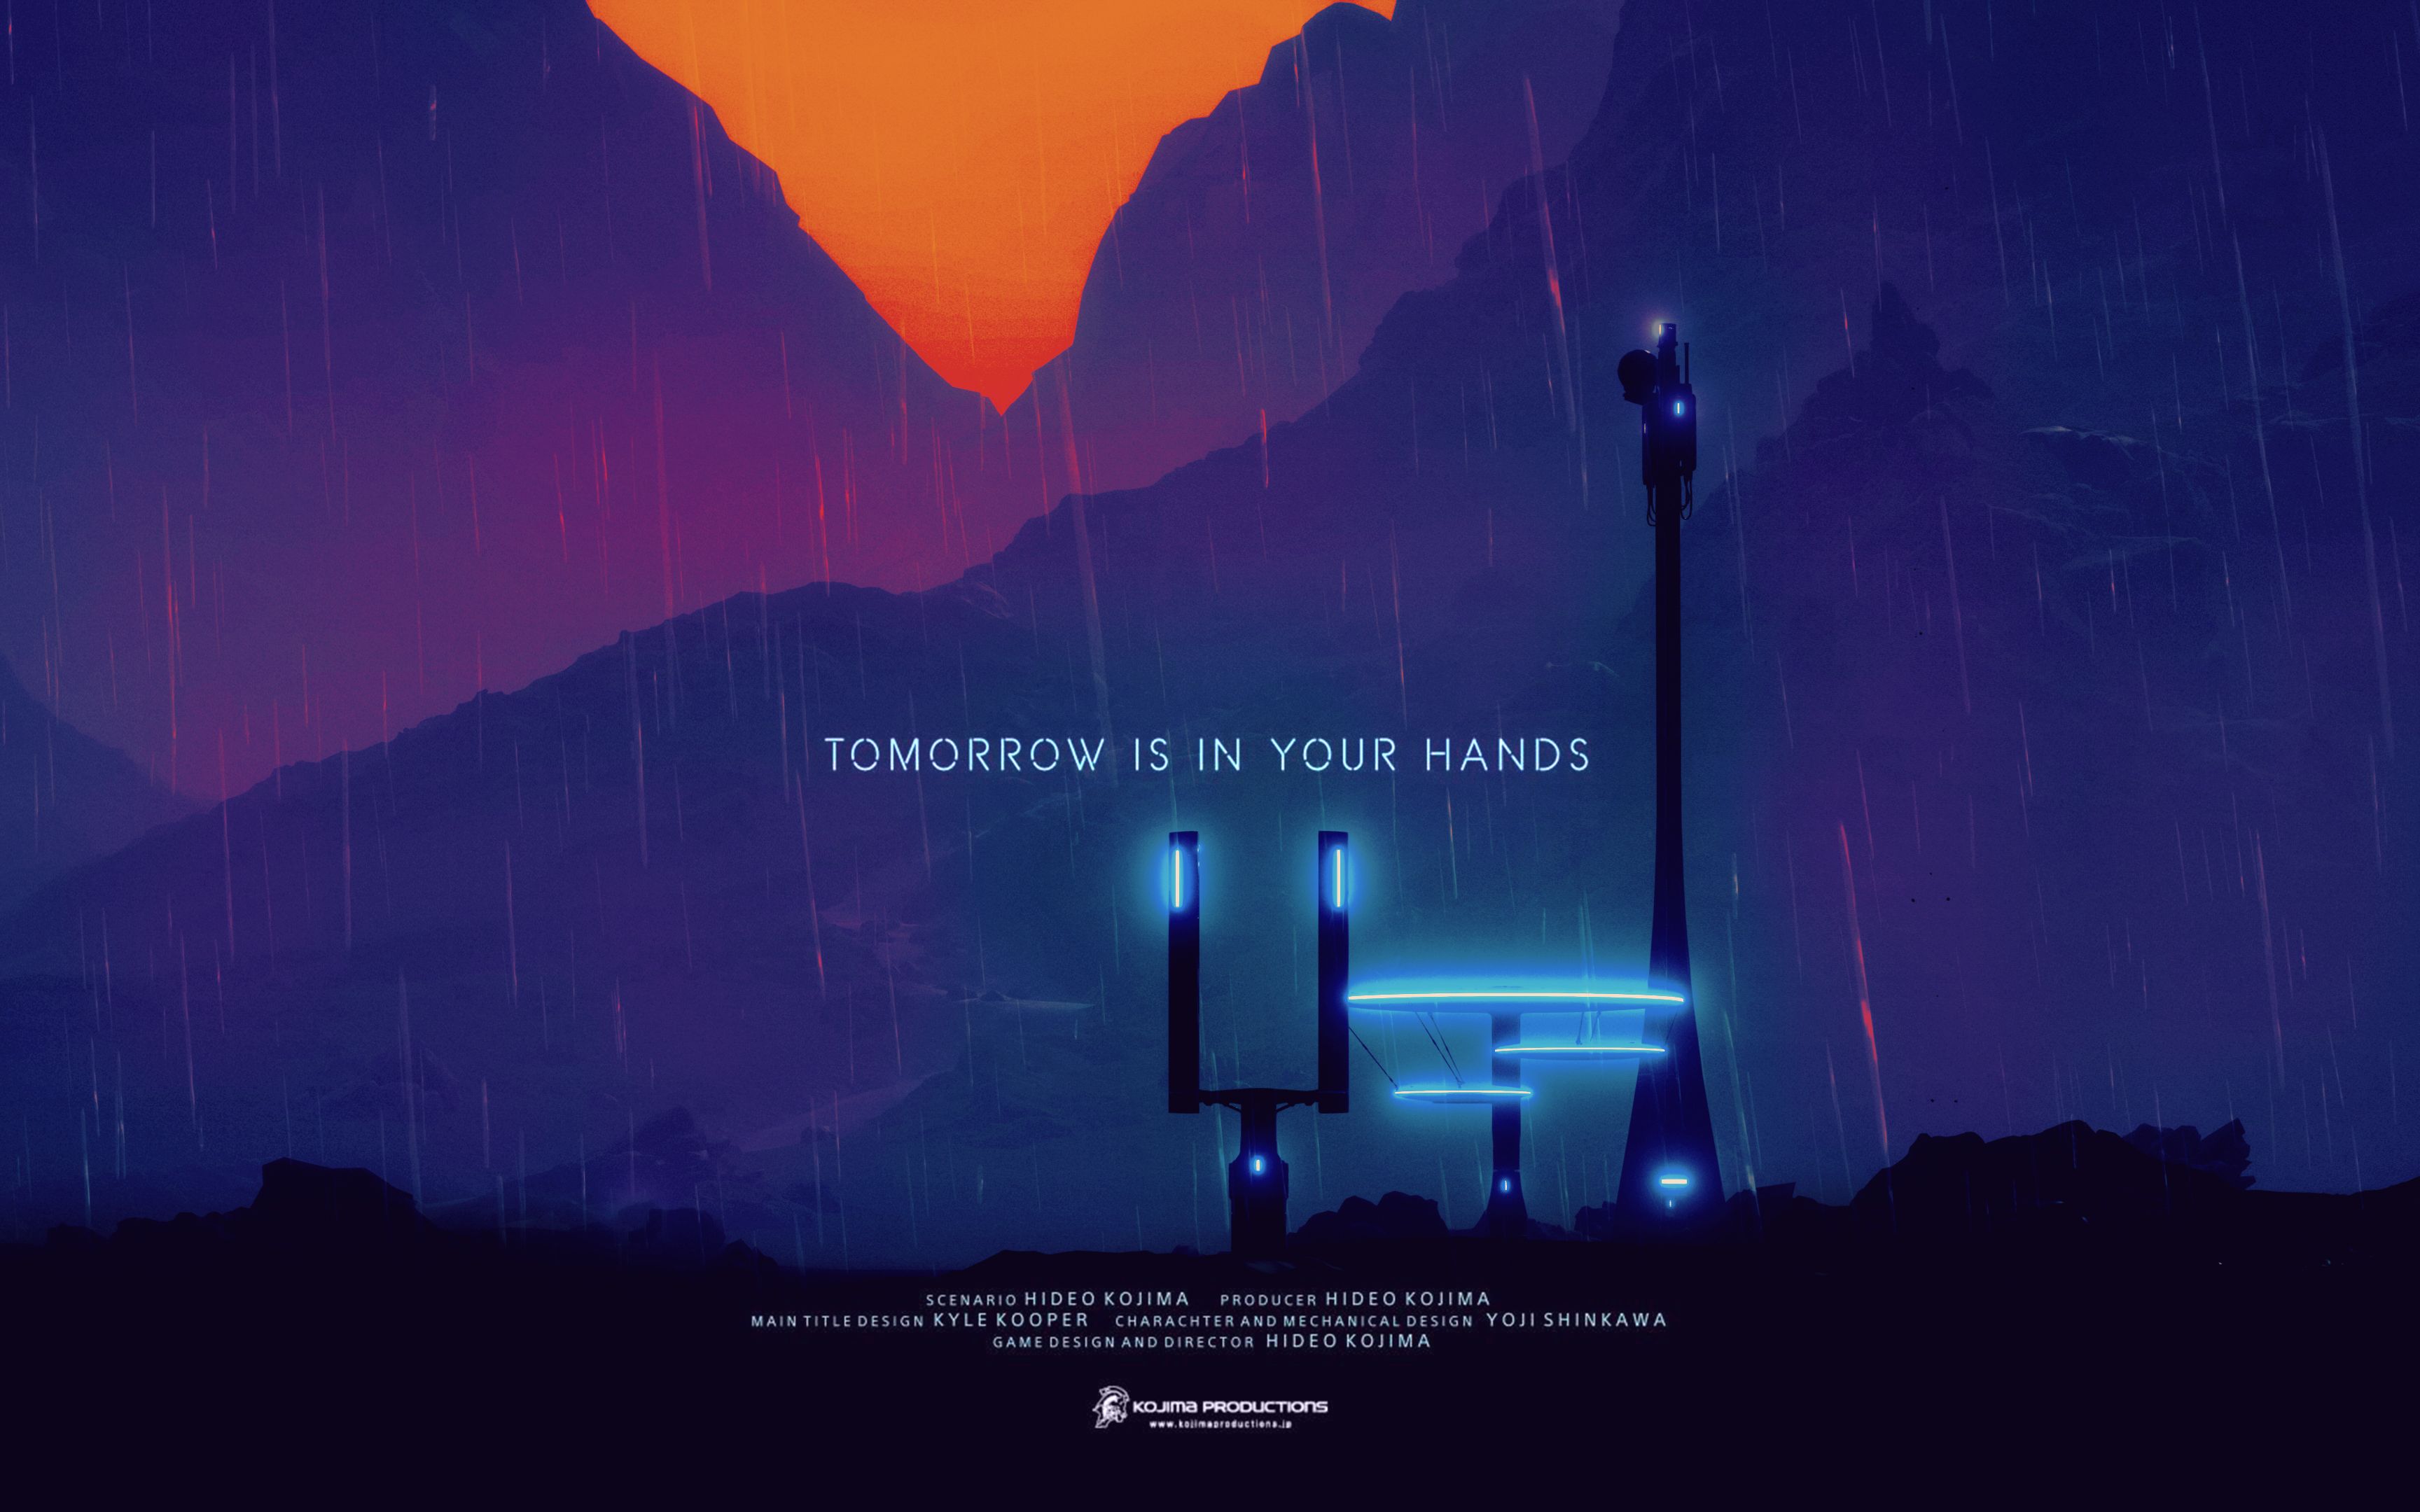 TOMORROW IS IN YOUR HANDS
SCENARIO HIDEO KOJIMA PRODUCER HIDEO KOJIMA
MAIN TITLE DESIGN KYLE KOOPER CHARACHTER AND MECHANICAL DESIGN YOJI SHINKAWA
GAME DESIGN AND DIRECTOR HIDEO KOJIMA
KOJIMA PRODUCTIONS
www.kojimaproductions.jp